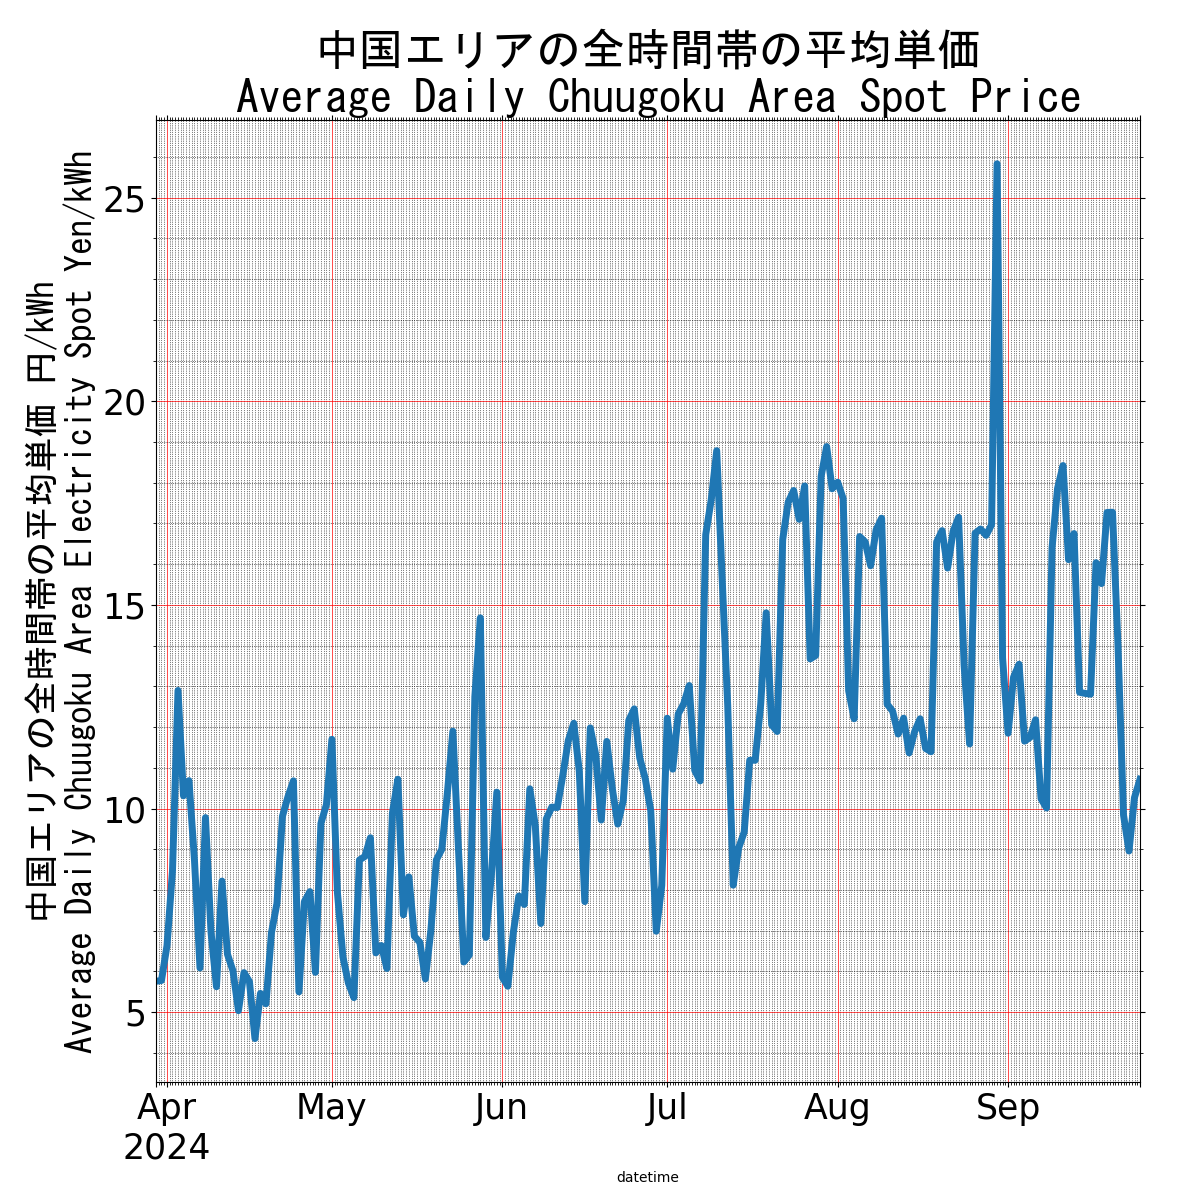 中国エリアの全時間帯の平均単価
Average Daily Chuugoku Area Spot Price
中国エリアの全時間帯の平均単価 円/kWh
Average Daily Chuugoku Area Electricity Spot Yen/kWh
25
20
15
10
5
Apr
2024
May
Jun
Jul
Aug
Sep
datetime